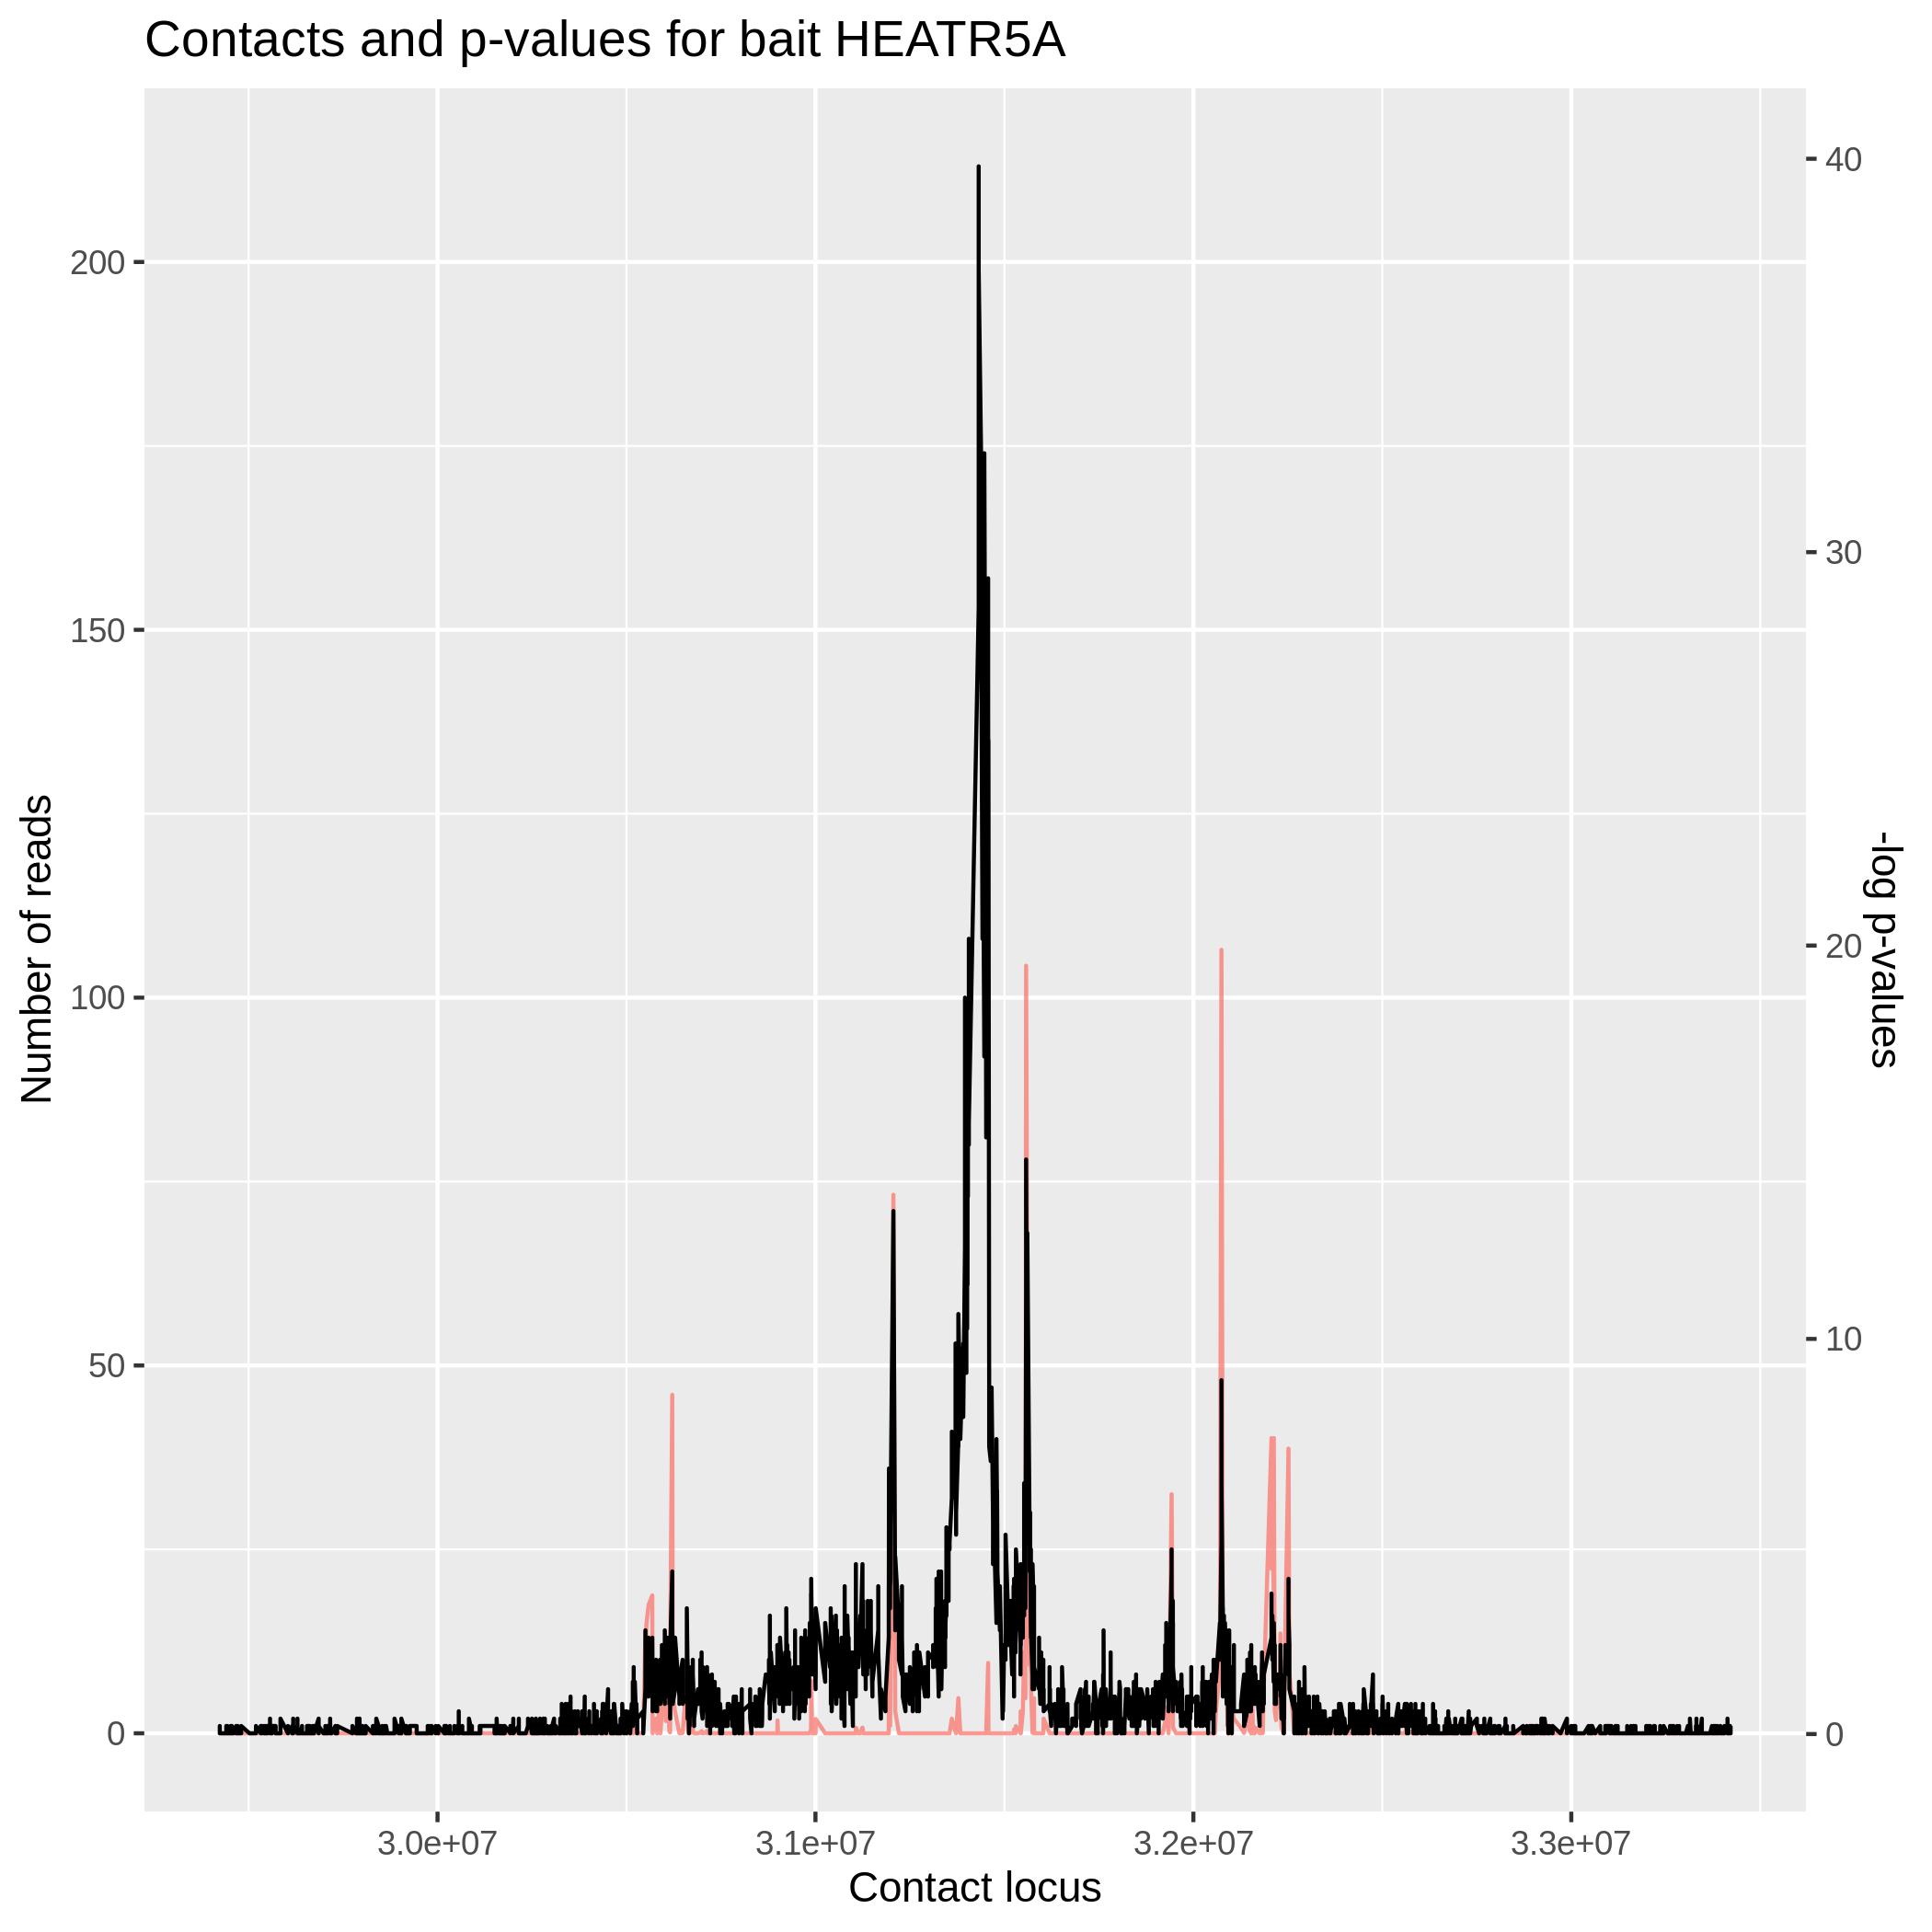 Contacts and p-values for bait HEATR5A
200
150
100
50
0
Number of reads
40
30
20
10
0
-log p-values
3.0e+07
3.1e+07
3.2e+07
3.3e+07
Contact locus